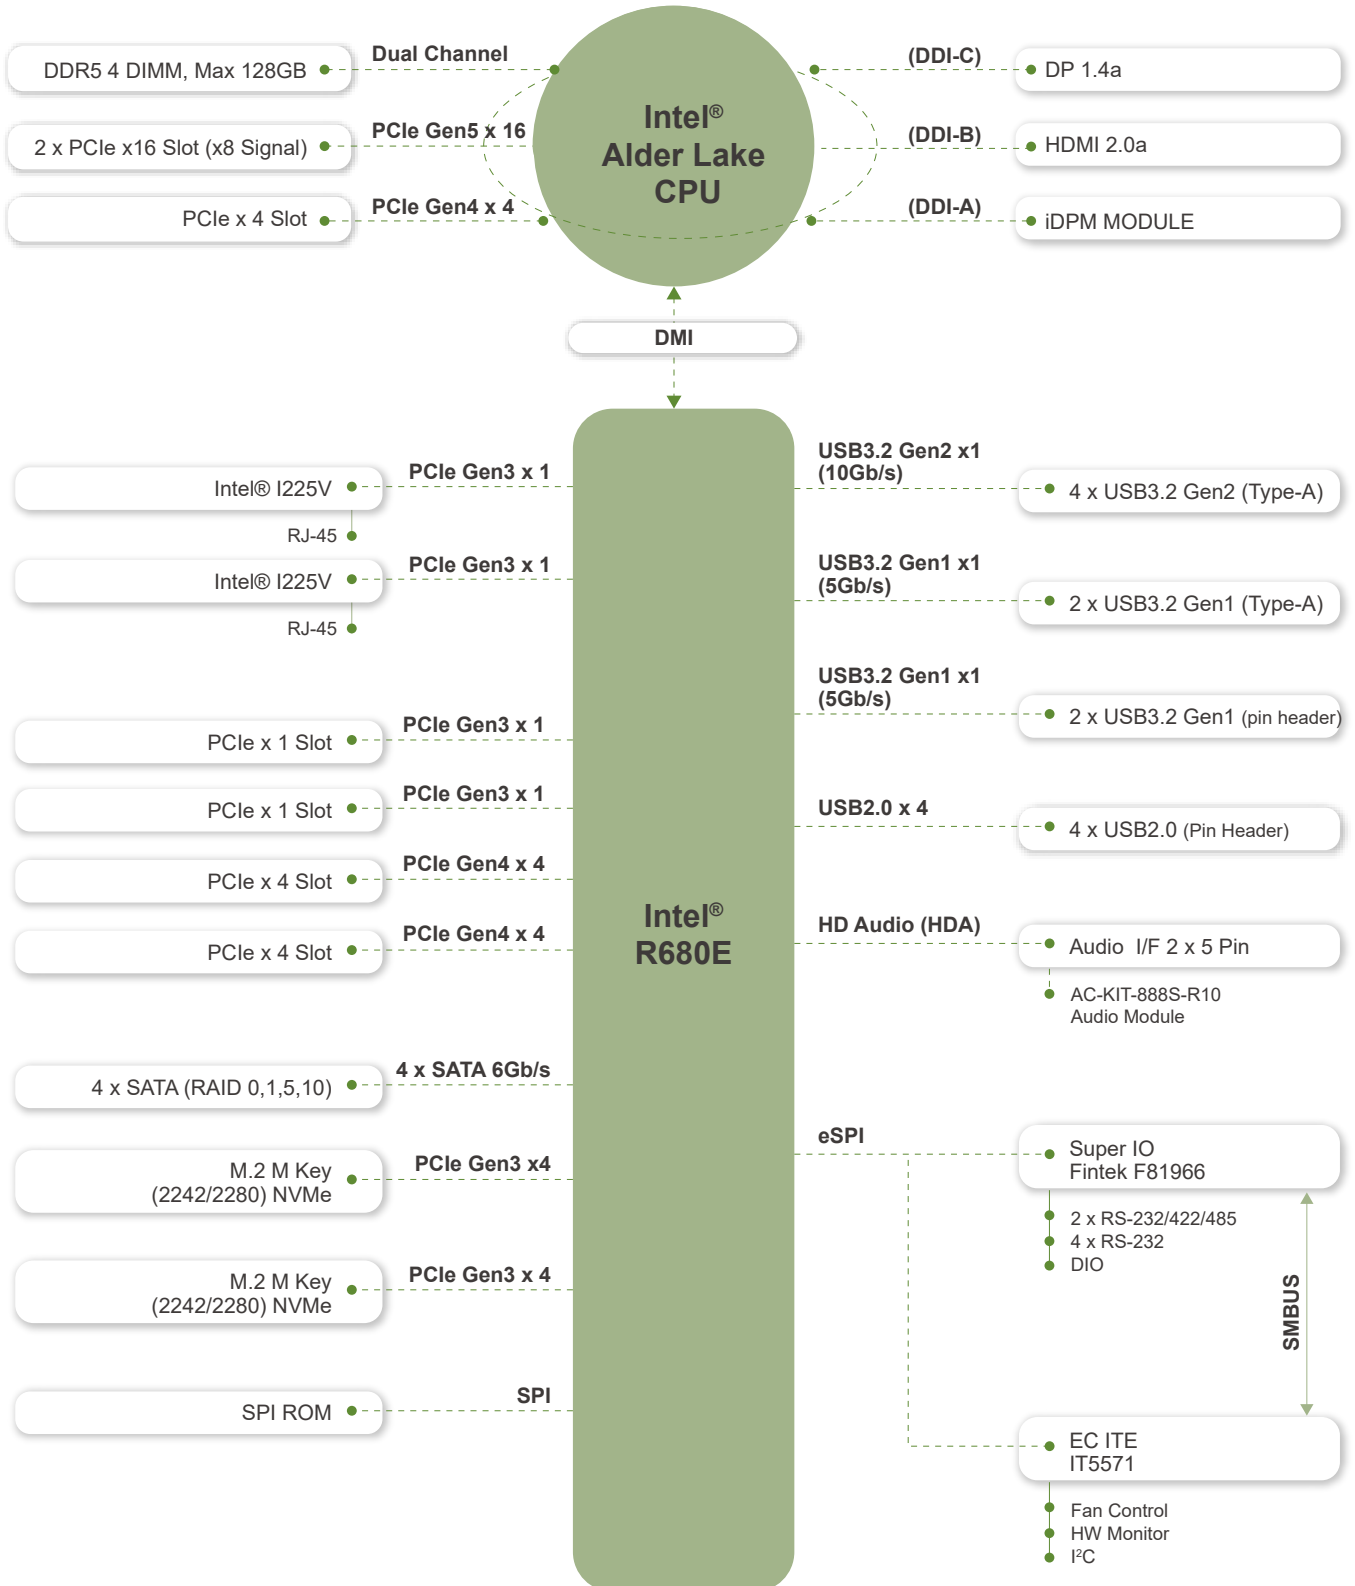 Dual Channel
DDR5 4 DIMM, Max 128GB
PCIe Gen5 x 16
2 x PCIe x16 Slot (x8 Signal)
PCIe Gen4 x 4
PCIe x 4 Slot
Intel®
Alder Lake
CPU
(DDI-C)
DP 1.4a
(DDI-B)
HDMI 2.0a
(DDI-A)
iDPM MODULE
DMI
PCIe Gen3 x 1
Intel® I225V
RJ-45
PCIe Gen3 x 1
Intel® I225V
RJ-45
PCIe Gen3 x 1
PCIe x 1 Slot
PCIe Gen3 x 1
PCIe x 1 Slot
PCIe Gen4 x 4
PCIe x 4 Slot
PCIe Gen4 x 4
PCIe x 4 Slot
4 x SATA 6Gb/s
4 x SATA (RAID 0,1,5,10)
PCIe Gen3 x4
M.2 M Key
(2242/2280) NVMe
PCIe Gen3 x 4
M.2 M Key
(2242/2280) NVMe
SPI
SPI ROM
Intel®
R680E
USB3.2 Gen2 x1
(10Gb/s)
4 x USB3.2 Gen2 (Type-A)
USB3.2 Gen1 x1
(5Gb/s)
2 x USB3.2 Gen1 (Type-A)
USB3.2 Gen1 x1
(5Gb/s)
2 x USB3.2 Gen1 (pin header)
USB2.0 x 4
4 x USB2.0 (Pin Header)
HD Audio (HDA)
Audio I/F 2 x 5 Pin
AC-KIT-888S-R10
Audio Module
eSPI
Super IO
Fintek F81966
2 x RS-232/422/485
4 x RS-232
DIO
SMBUS
EC ITE
IT5571
Fan Control
HW Monitor
I²C